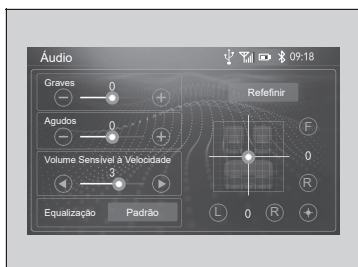 Áudio 09:18
Graves
0
Refefinir
Agudos
0
F
0
Volume Sensível à Velocidade
3
R
Equalização Padrão
L 0 R